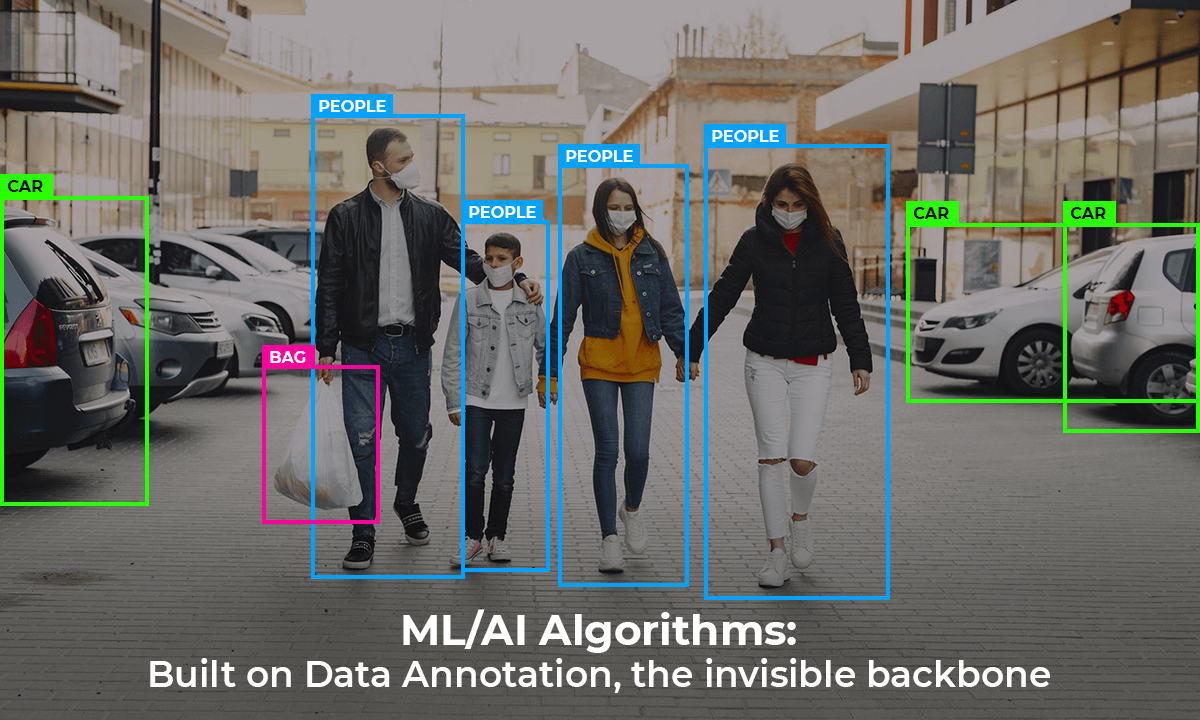 PEOPLE
PEOPLE
PEOPLE
CAR
PEOPLE
CAR
CAR
BAG
ML/AI Algorithms:
Built on Data Annotation, the invisible backbone